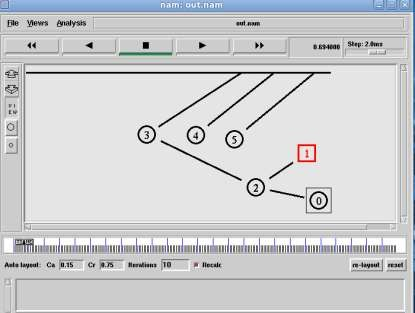 nam: out.nam
File Views Analysis out.nam
0.694000 Step: 2.0ms
3 4 5
1
2
0
Auto layout: Ca 0.15 Cr 0.75 Iterations 10 Recalc re-layout reset